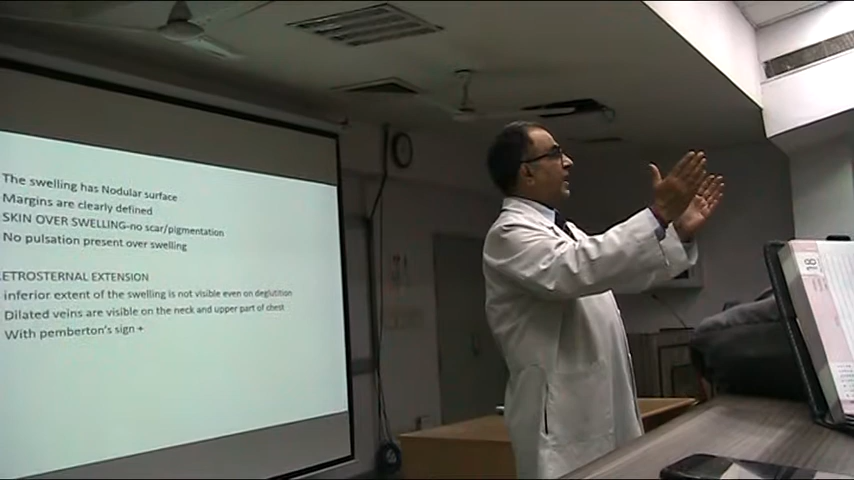 The swelling has Nodular surface
Margins are clearly defined
SKIN OVER SWELLING-no scar/pigmentation
No pulsation present over swelling
ETROSTERNAL EXTENSION
inferior extent of the swelling is not visible even on deglutition
Dilated veins are visible on the neck and upper part of chest
With pemberton's sign +
18